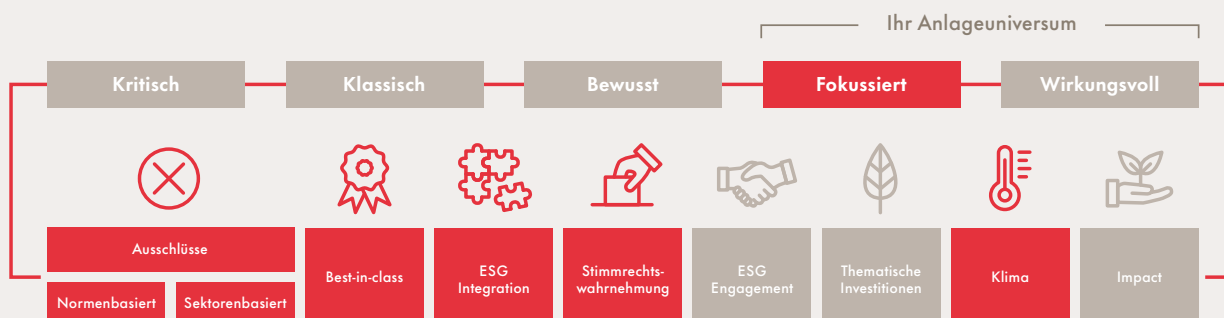 Ihr Anlageuniversum
Kritisch
Klassisch
Bewusst
Fokussiert
Wirkungsvoll
Ausschlüsse
Normenbasiert
Sektorenbasiert
Best-in-class
ESG
Integration
Stimmrechts-
wahrnehmung
ESG
Engagement
Thematische
Investitionen
Klima
Impact